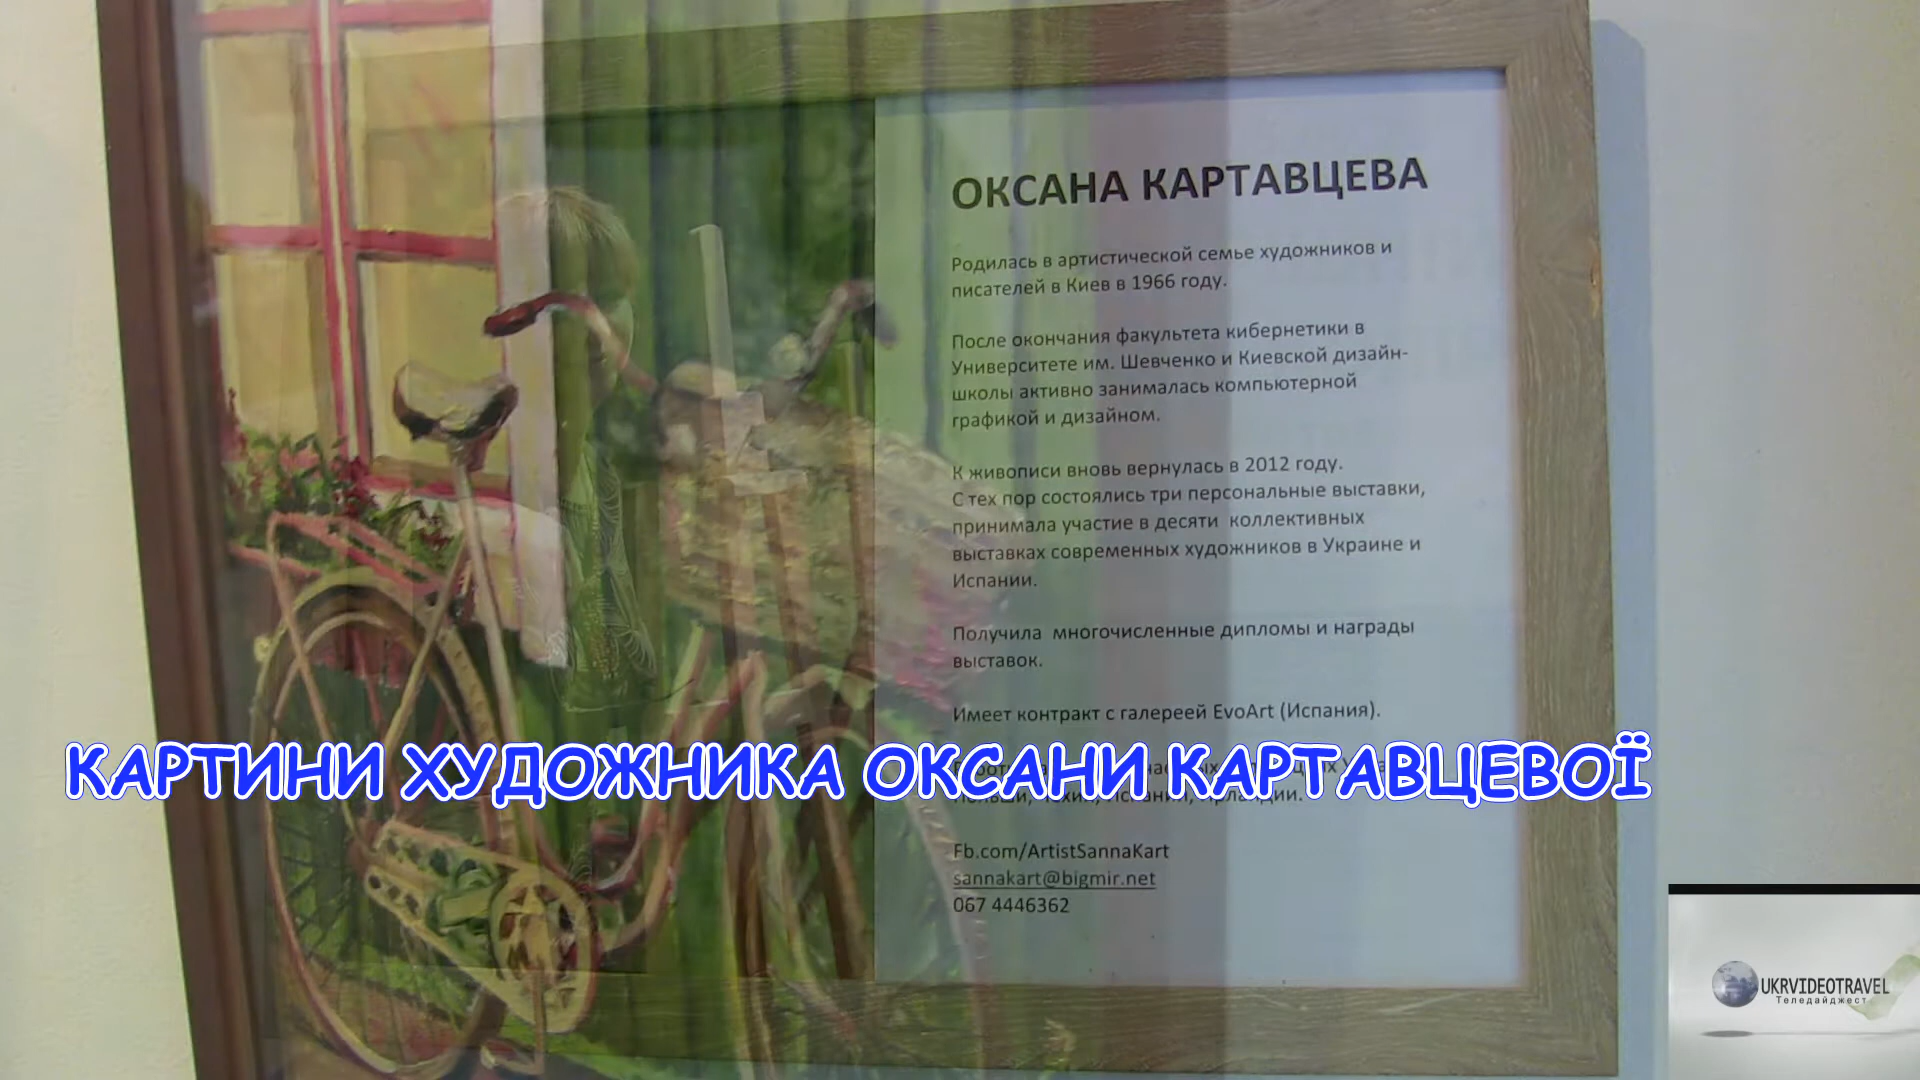 ОКСАНА КАРТАВЦЕВА
Родилась в артистической семье художников и
писателей в Киев в 1966 году.
После окончания факультета кибернетики в
Университете им. Шевченко и Киевской дизайн-
школы активно занималась компьютерной
графикой и дизайном.
К живописи вновь вернулась в 2012 году.
С тех пор состоялись три персональные выставки,
принимала участие в десяти коллективных
выставках современных художников в Украине и
Испании.
Получила многочисленные дипломы и награды
выставок.
Имеет контракт с галереей EvoArt (Испания).
КАРТИНИ ХУДОЖНИКА ОКСАНИ КАРТАВЦЕВОЇ
Fb.com/ArtistSannaKart
sannakart@bigmir.net
067 4446362
UKRVIDEOTRAVEL
Теледайджест